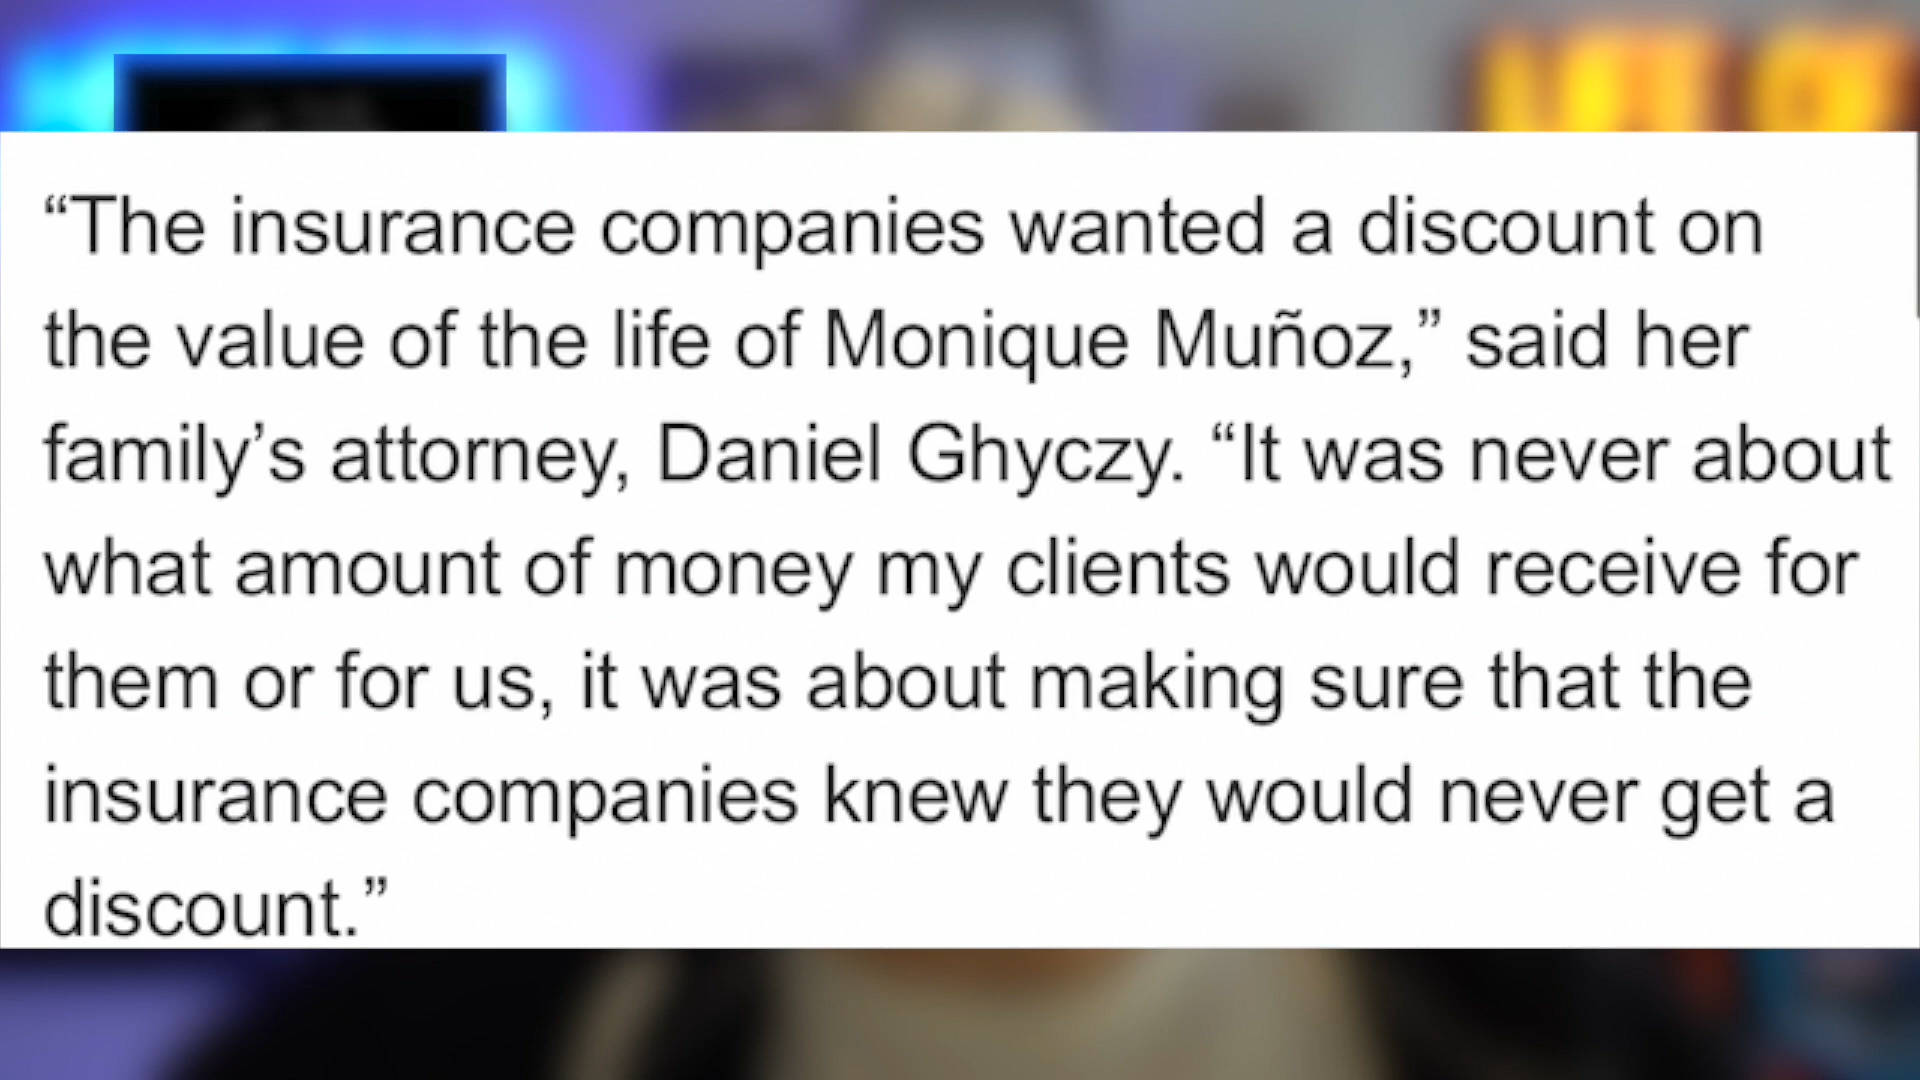 “The insurance companies wanted a discount on
the value of the life of Monique Muñoz,” said her
family’s attorney, Daniel Ghyczy. “It was never about
what amount of money my clients would receive for
them or for us, it was about making sure that the
insurance companies knew they would never get a
discount.”